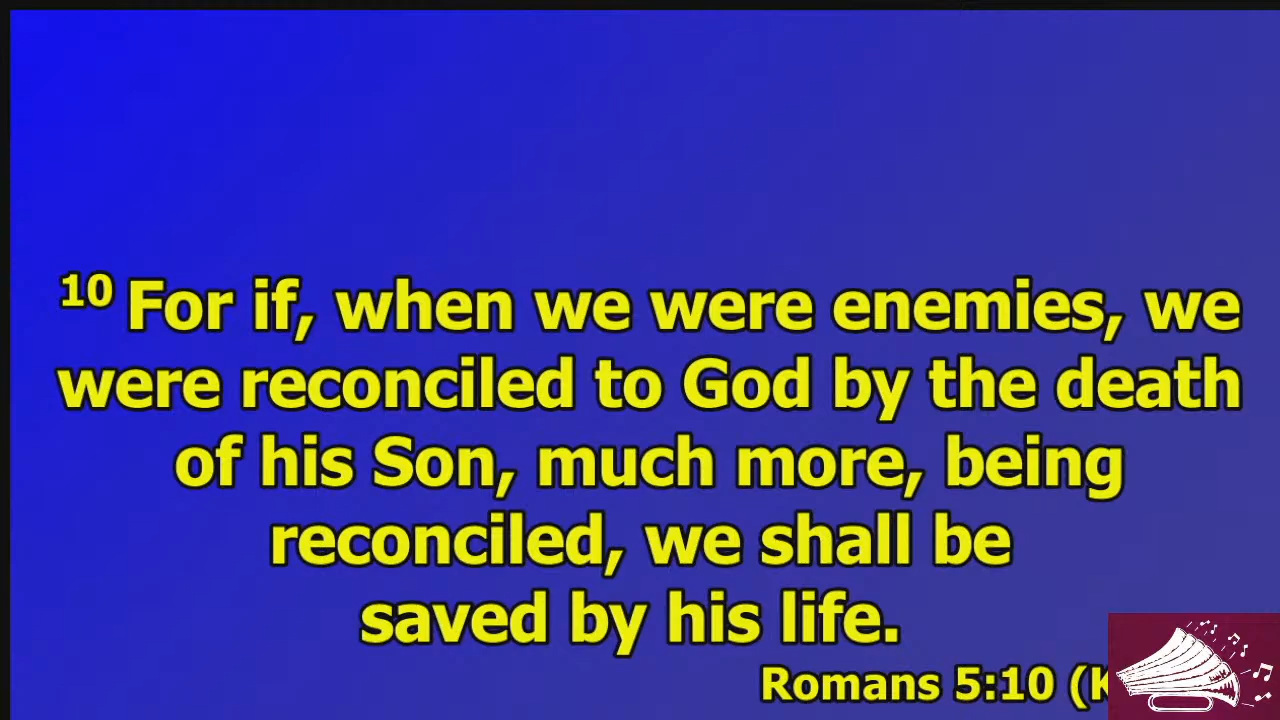 10 For if, when we were enemies, we
were reconciled to God by the death
of his Son, much more, being
reconciled, we shall be
saved by his life.
Romans 5:10 (K